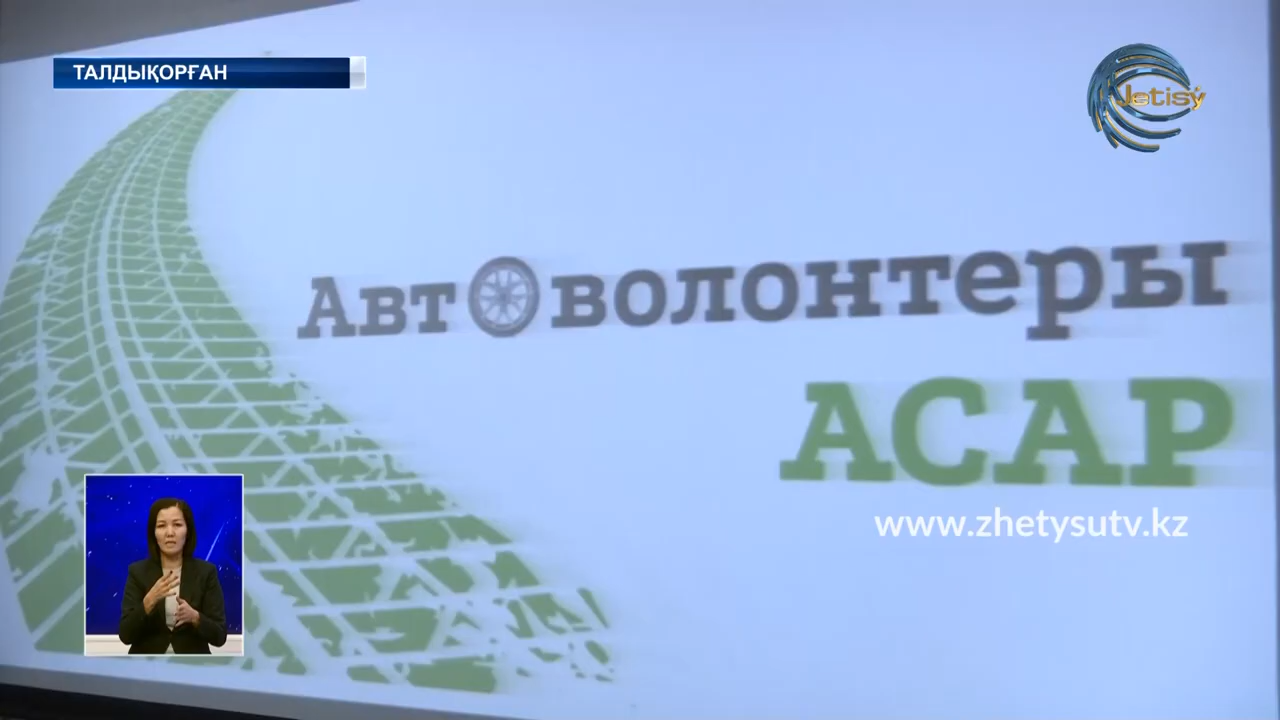 ТАЛДЫҚОРҒАН
Jetisý
Автоволонтеры
АСАР
www.zhetysutv.kz